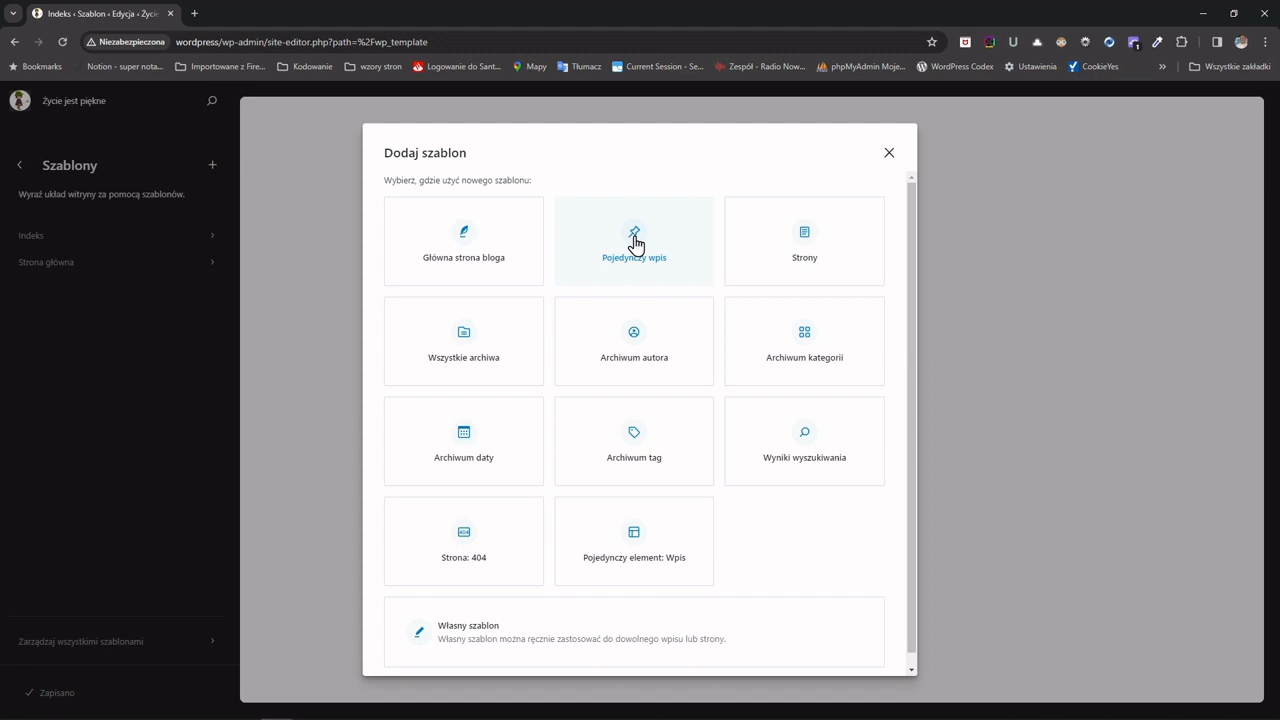 Indeks ‹ Szablon ‹ Edycja ‹ Życie
Niezabezpieczona
wordpress/wp-admin/site-editor.php?path=%2Fwp_template
Bookmarks
Notion - super nota...
Importowane z Fire...
Kodowanie
wzory stron
Logowanie do Sant...
Mapy
Tłumacz
Current Session - Se...
Zespół - Radio Now...
phpMyAdmin Moje...
WordPress Codex
Ustawienia
CookieYes
Wszystkie zakładki
Życie jest piękne
Szablony
Wyraź układ witryny za pomocą szablonów.
Indeks
Strona główna
Zarządzaj wszystkimi szablonami
Zapisano
Dodaj szablon
Wybierz, gdzie użyć nowego szablonu:
Główna strona bloga
Pojedynczy wpis
Strony
Wszystkie archiwa
Archiwum autora
Archiwum kategorii
Archiwum daty
Archiwum tag
Wyniki wyszukiwania
404
Strona: 404
Pojedynczy element: Wpis
Własny szablon
Własny szablon można ręcznie zastosować do dowolnego wpisu lub strony.